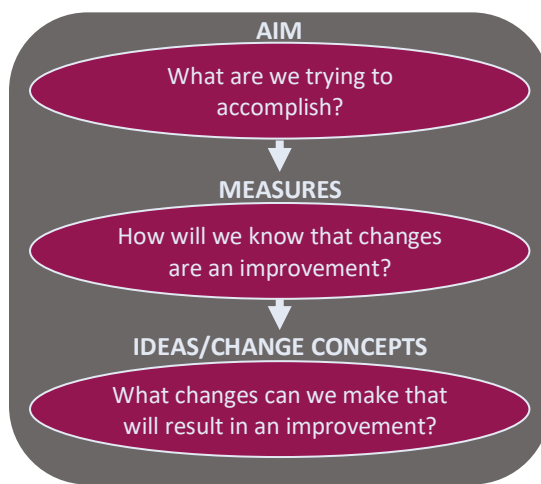 AIM
What are we trying to
accomplish?
MEASURES
How will we know that changes
are an improvement?
IDEAS/CHANGE CONCEPTS
What changes can we make that
will result in an improvement?